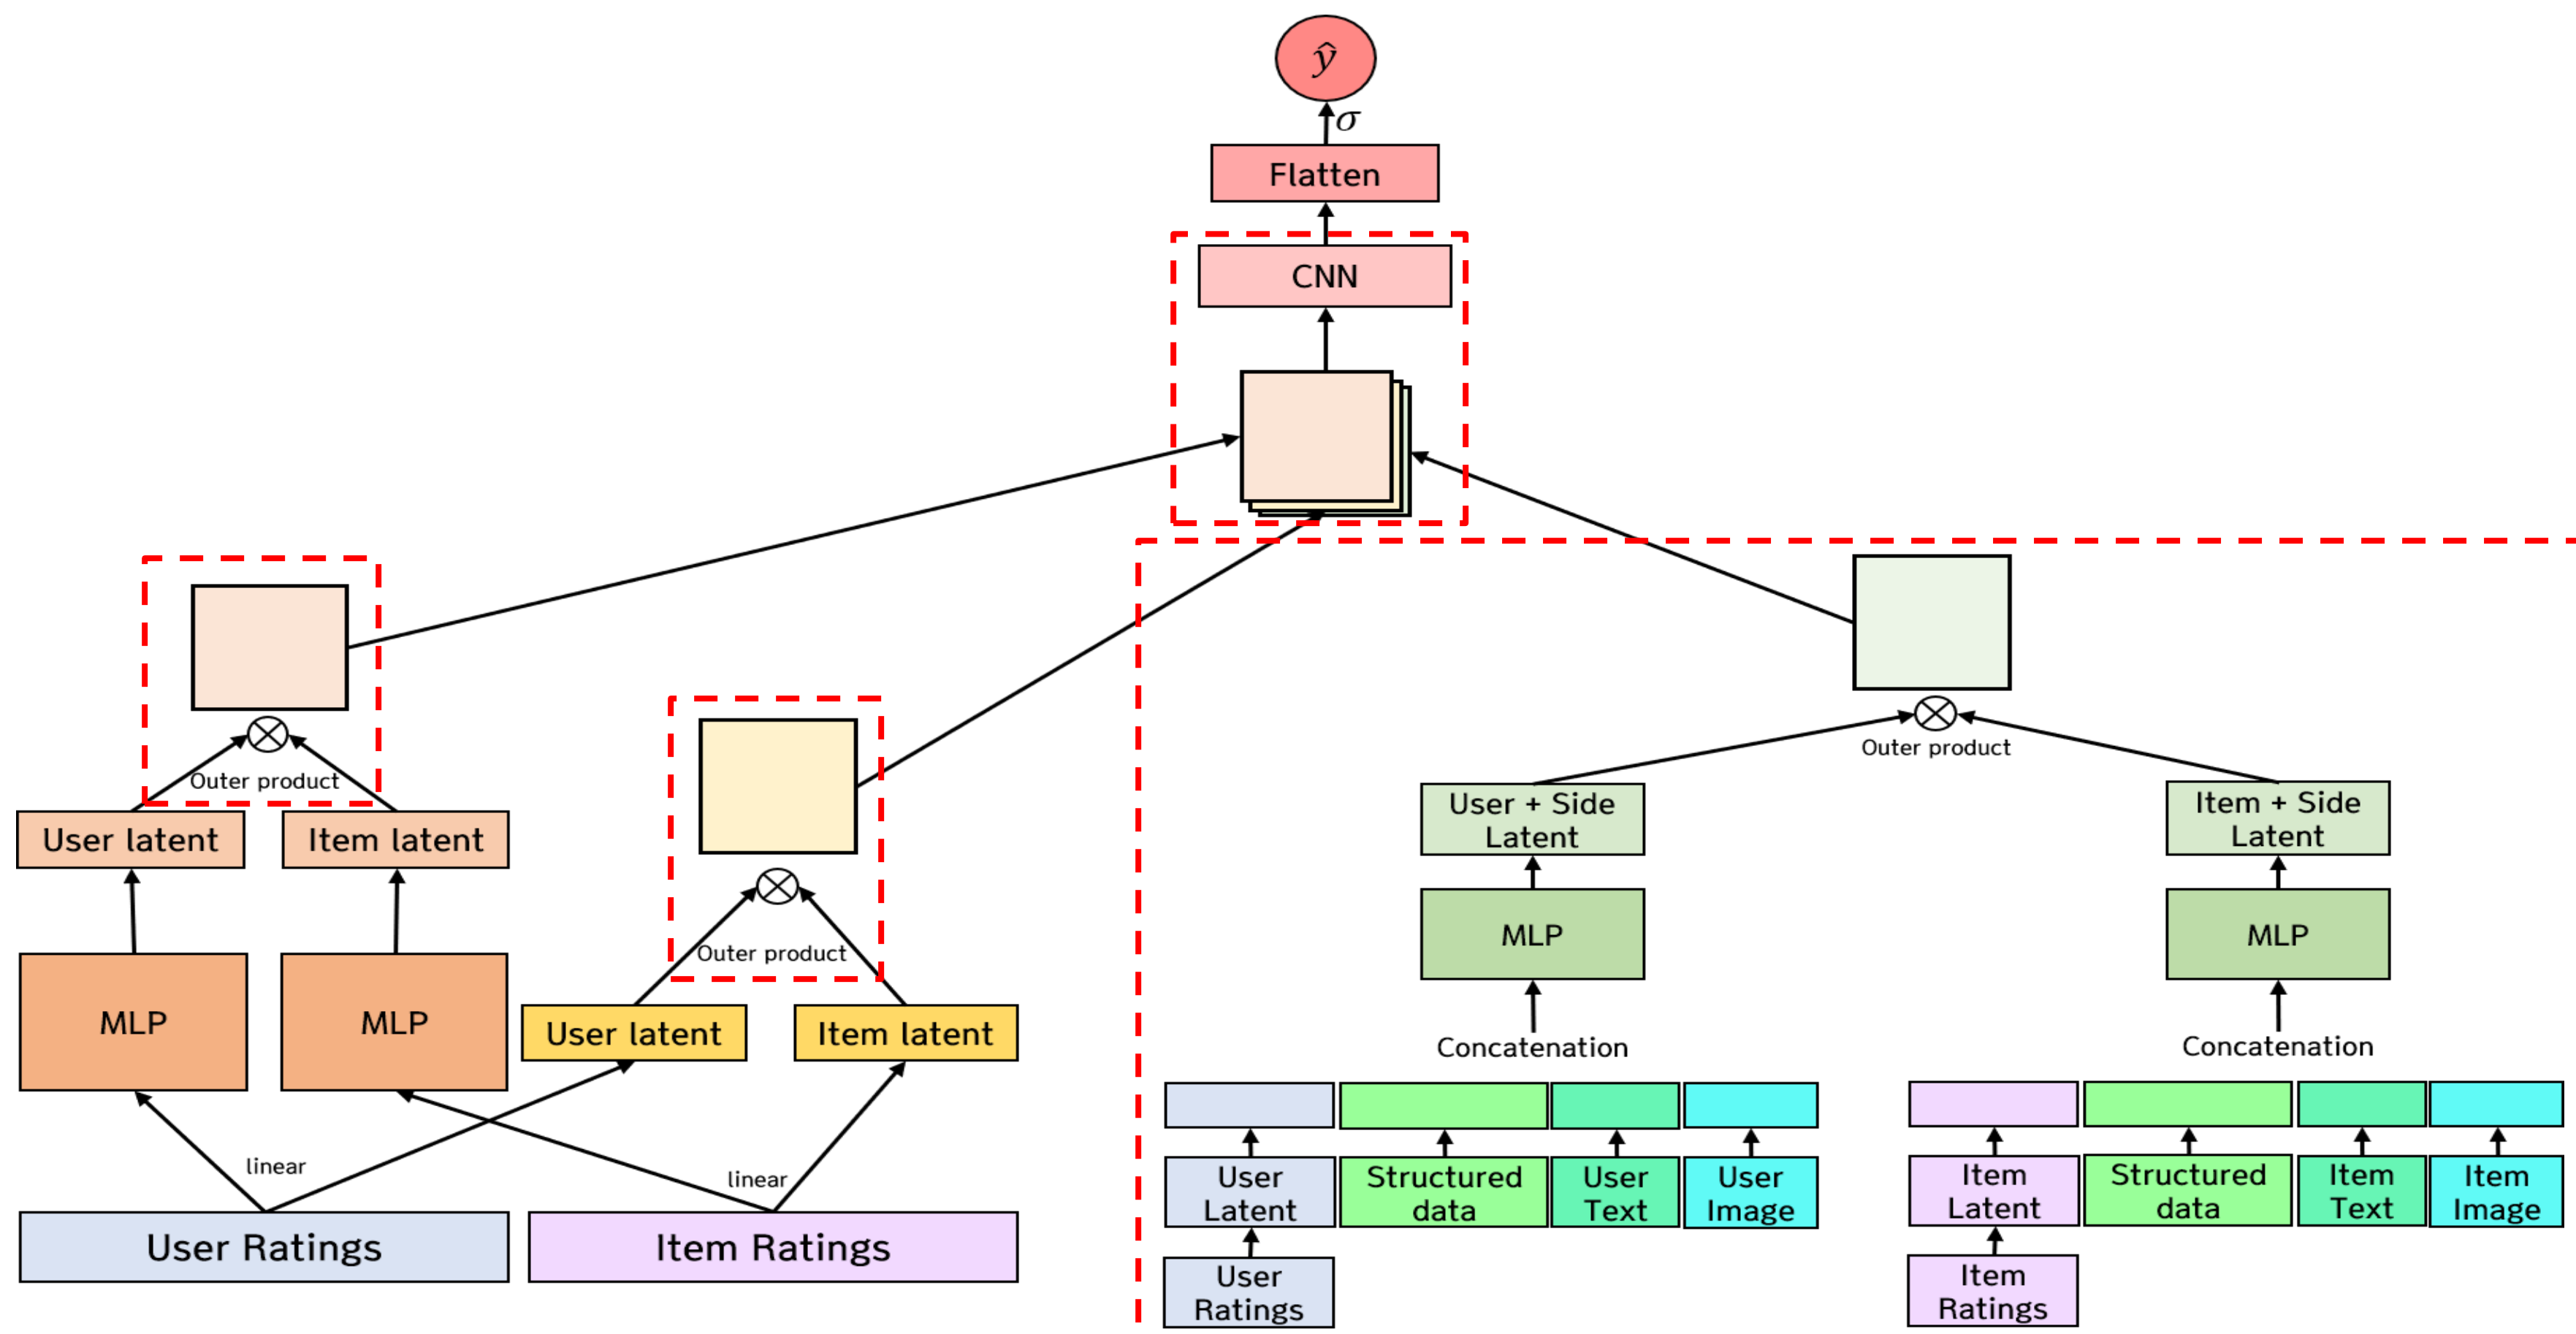 ŷ
σ
Flatten
CNN
Outer product
User latent
Item latent
MLP
MLP
Outer product
User latent
Item latent
linear
linear
User Ratings
Item Ratings
Outer product
User + Side
Latent
Item + Side
Latent
MLP
MLP
Concatenation
Concatenation
User
Latent
Structured
data
User
Text
User
Image
Item
Latent
Structured
data
Item
Text
Item
Image
User
Ratings
Item
Ratings